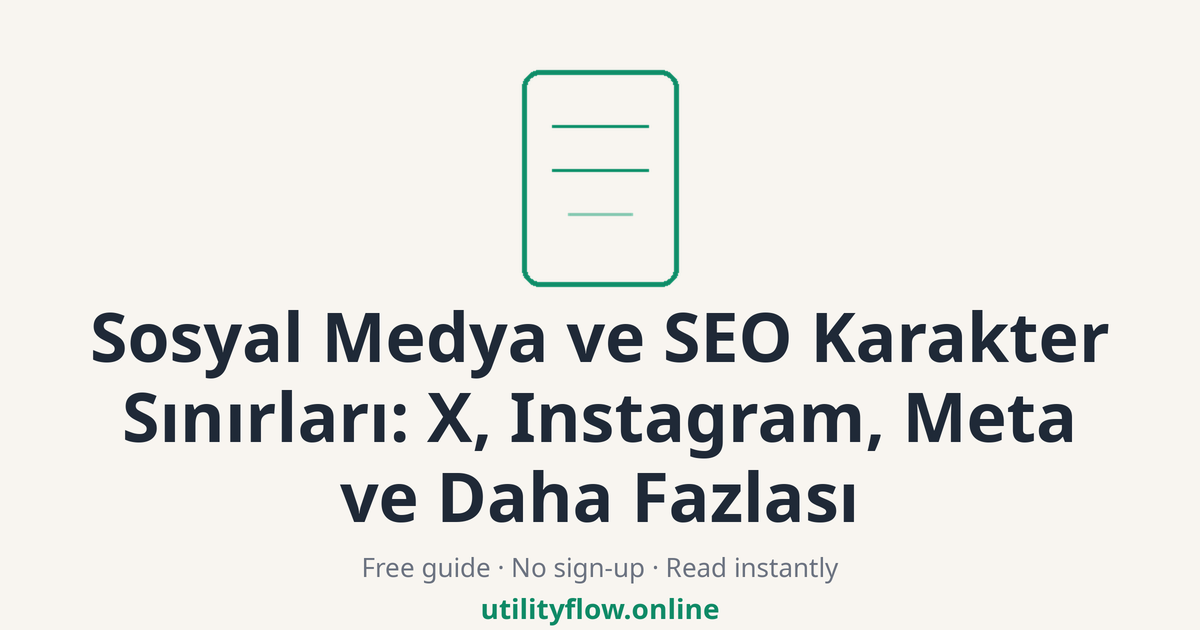 Sosyal Medya ve SEO Karakter
Sınırları: X, Instagram, Meta
ve Daha Fazlası
Free guide · No sign-up · Read instantly
utilityflow.online